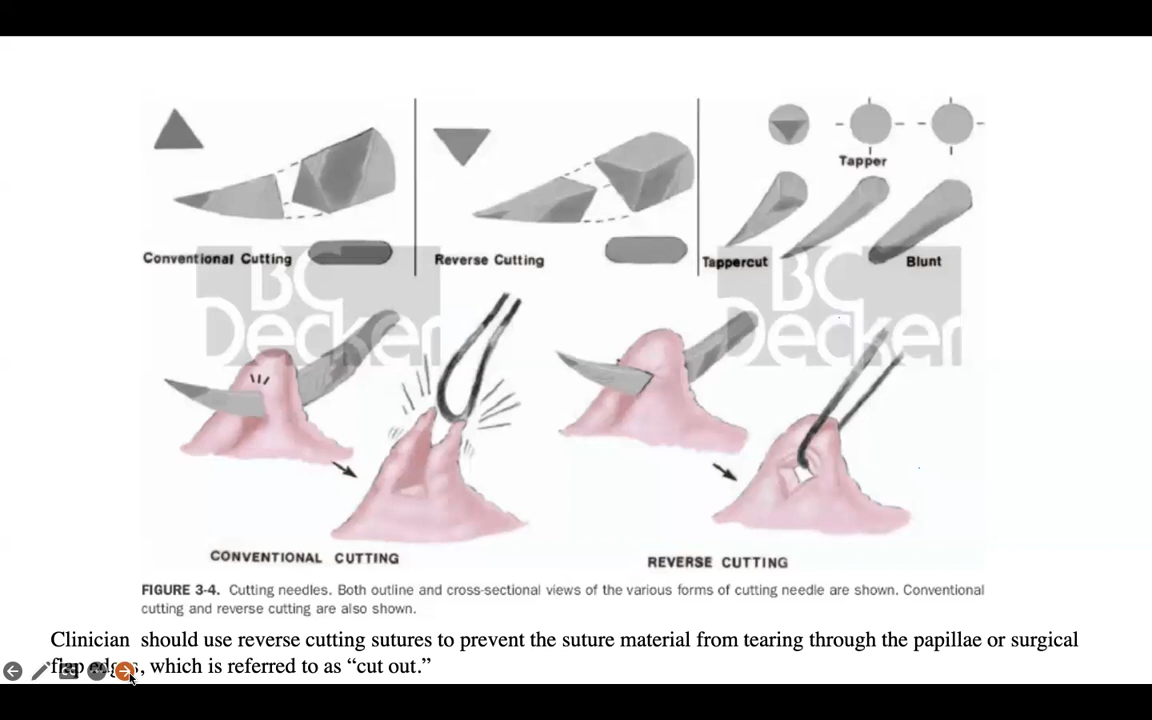 Tapper
Conventional Cutting
Reverse Cutting
Tappercut
Blunt
BC
Decker
BC
Decker
CONVENTIONAL CUTTING
REVERSE CUTTING
FIGURE 3-4. Cutting needles. Both outline and cross-sectional views of the various forms of cutting needle are shown. Conventional
cutting and reverse cutting are also shown.
Clinician should use reverse cutting sutures to prevent the suture material from tearing through the papillae or surgical
flap edges, which is referred to as “cut out.”